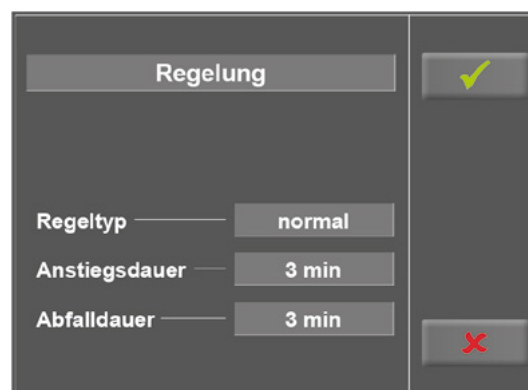 Regelung
Regeltyp normal
Anstiegsdauer 3 min
Abfalldauer 3 min